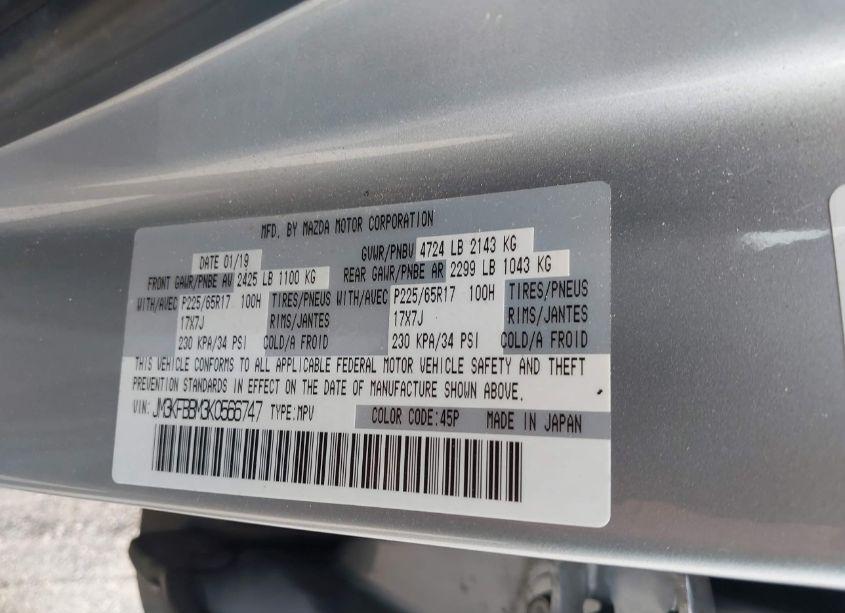 MFD. BY MAZDA MOTOR CORPORATION
DATE 01/19 GVWR/PNBV 4724 LB 2143 KG
FRONT GAWR/PNBE AV 2425 LB 1100 KG REAR GAWR/PNBE AR 2299 LB 1043 KG
WITH/AVEC P225/65R17 100H TIRES/PNEUS WITH/AVEC P225/65R17 100H TIRES/PNEUS
17X7J RIMS/JANTES 17X7J RIMS/JANTES
230 KPA/34 PSI COLD/A FROID 230 KPA/34 PSI COLD/A FROID
THIS VEHICLE CONFORMS TO ALL APPLICABLE FEDERAL MOTOR VEHICLE SAFETY AND THEFT
PREVENTION STANDARDS IN EFFECT ON THE DATE OF MANUFACTURE SHOWN ABOVE.
VIN: JM3KFBBM3K0566747 TYPE:MPV COLOR CODE:45P MADE IN JAPAN